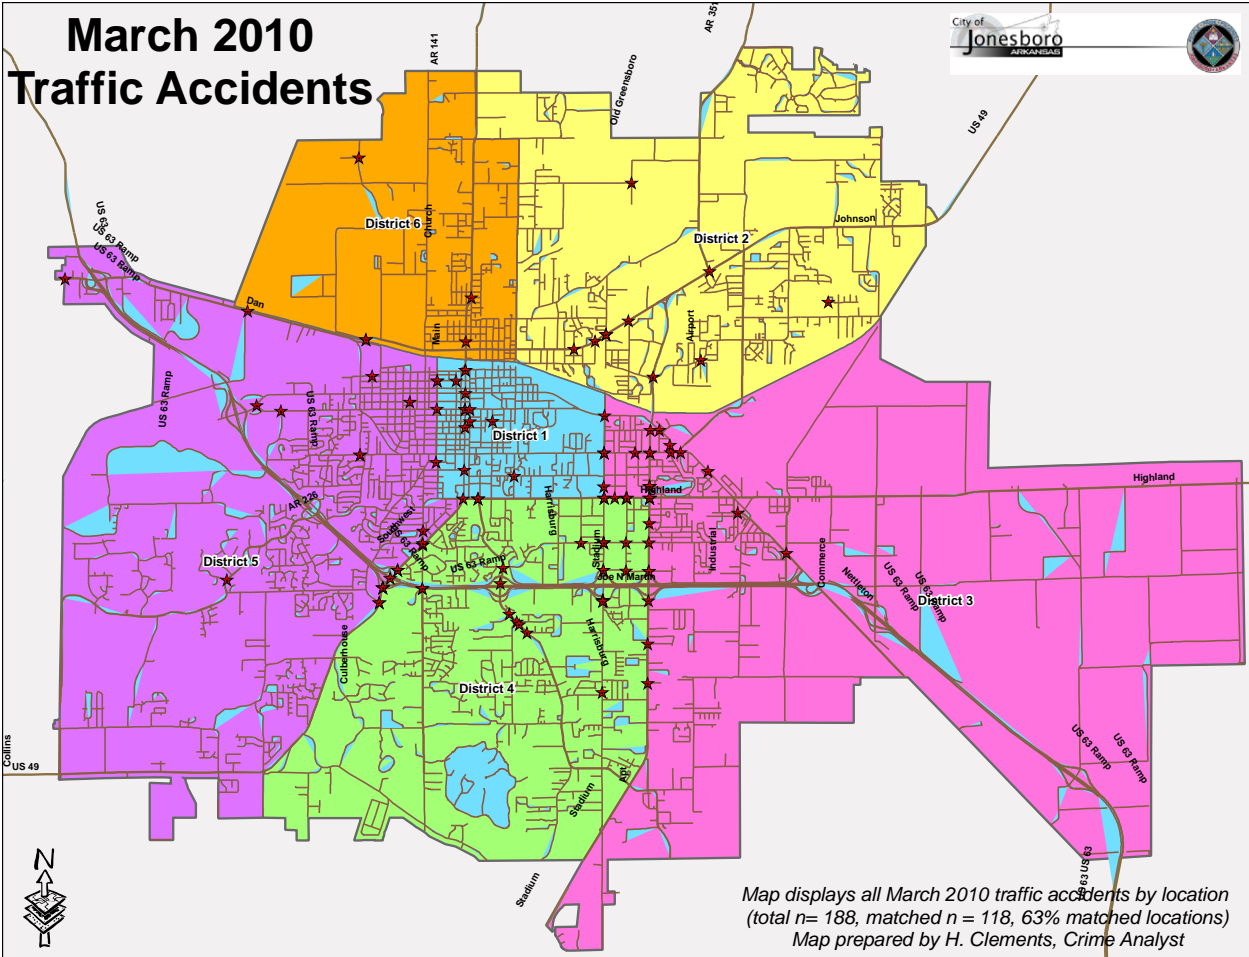 March 2010
Traffic Accidents
City of
Jonesboro
ARKANSAS
AR 141
AR 351
Old Greensboro
US 49
Johnson
Church
District 6
District 2
US 63
US 63 Ramp
US 63 Ramp
Dan
Main
Airport
US 63 Ramp
US 63 Ramp
District 1
Highland
Highland
AR 226
Southwest
US 63 Ramp
Harrisburg
Stadium
Industrial
Commerce
US 63 Ramp
Joe N Martin
Nettleton
US 63 Ramp
US 63 Ramp
District 5
District 3
Culberhouse
Harrisburg
District 4
Collins
US 49
Apt
Stadium
US 63 Ramp
US 63 Ramp
Stadium
US 63
US 63
N
Map displays all March 2010 traffic accidents by location
(total n= 188, matched n = 118, 63% matched locations)
Map prepared by H. Clements, Crime Analyst